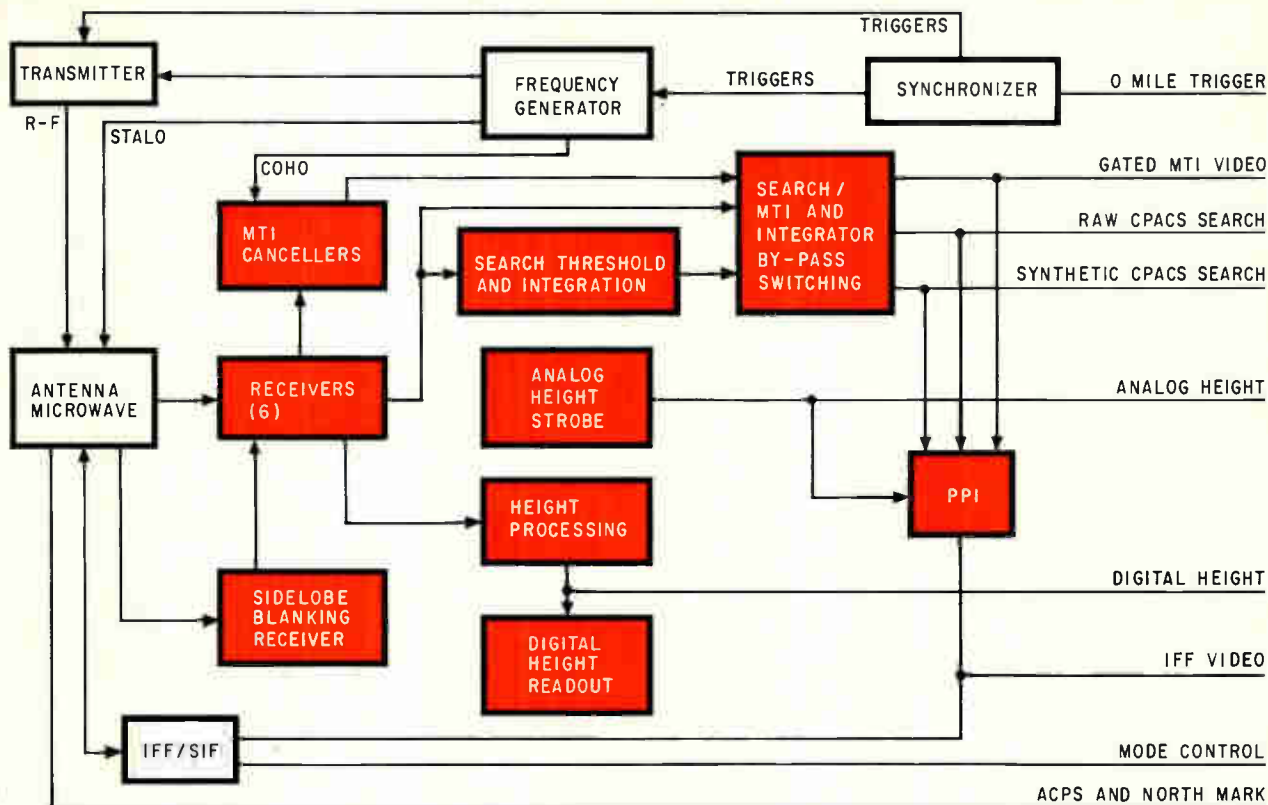 TRIGGERS
TRANSMITTER
FREQUENCY
GENERATOR
TRIGGERS
SYNCHRONIZER
O MILE TRIGGER
R-F
STALO
COHO
GATED MTI VIDEO
MTI
CANCELLERS
SEARCH THRESHOLD
AND INTEGRATION
SEARCH /
MTI AND
INTEGRATOR
BY-PASS
SWITCHING
RAW CPACS SEARCH
SYNTHETIC CPACS SEARCH
ANTENNA
MICROWAVE
RECEIVERS
(6)
ANALOG
HEIGHT
STROBE
ANALOG HEIGHT
PPI
HEIGHT
PROCESSING
SIDELOBE
BLANKING
RECEIVER
DIGITAL HEIGHT
DIGITAL
HEIGHT
READOUT
IFF VIDEO
IFF/SIF
MODE CONTROL
ACPS AND NORTH MARK